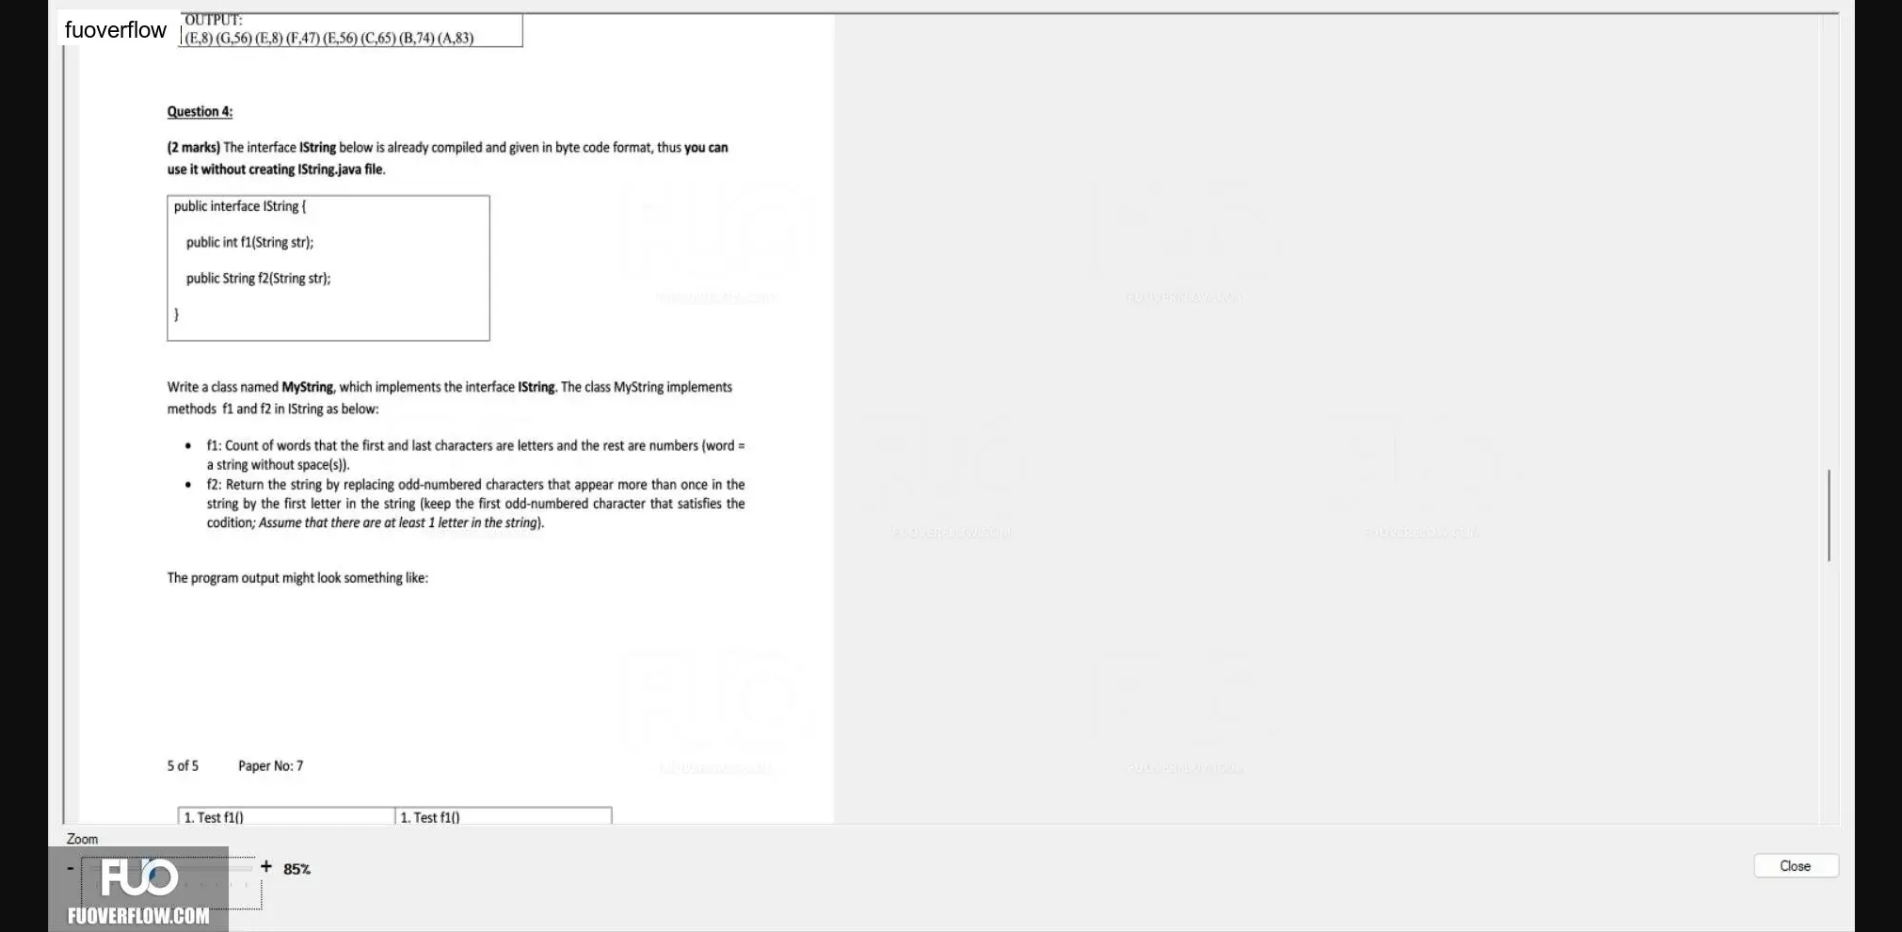 fuoverflow
OUTPUT:
(E,8) (G,56) (E,8) (F,47) (E,56) (C,65) (B,74) (A,83)
Question 4:
(2 marks) The interface IString below is already compiled and given in byte code format, thus you can
use it without creating IString.java file.
public interface IString {
public int f1(String str);
public String f2(String str);
}
Write a class named MyString, which implements the interface IString. The class MyString implements
methods f1 and f2 in IString as below:
• f1: Count of words that the first and last characters are letters and the rest are numbers (word =
a string without space(s)).
• f2: Return the string by replacing odd-numbered characters that appear more than once in the
string by the first letter in the string (keep the first odd-numbered character that satisfies the
codition; Assume that there are at least 1 letter in the string).
The program output might look something like:
5 of 5 Paper No: 7
1. Test f1() 1. Test f1()
Zoom
- + 85%
Close
FUO
FUOVERFLOW.COM